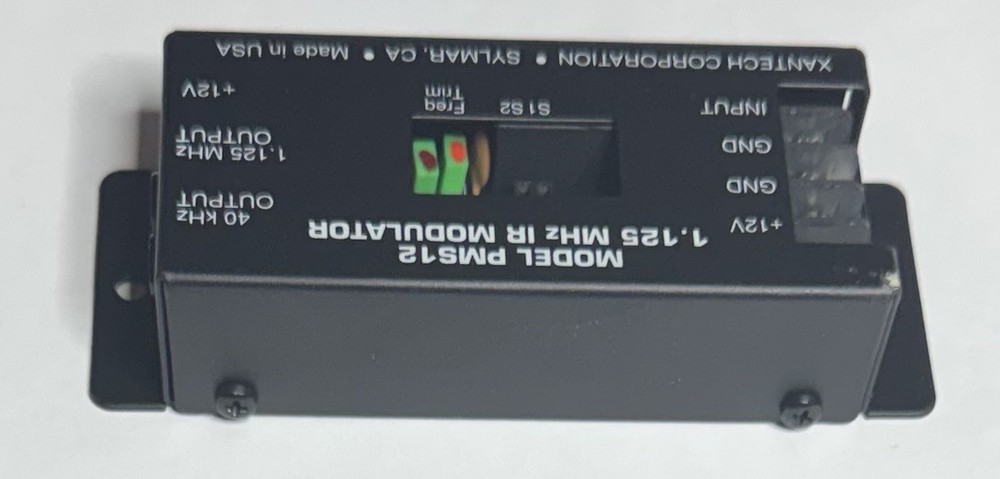 MODEL PMS12
1.125 MHz IR MODULATOR
+12V
GND
GND
INPUT
S1 S2
Freq
Trim
40 kHz
OUTPUT
1.125 MHz
OUTPUT
+12V
XANTECH CORPORATION • SYLMAR, CA • Made in USA